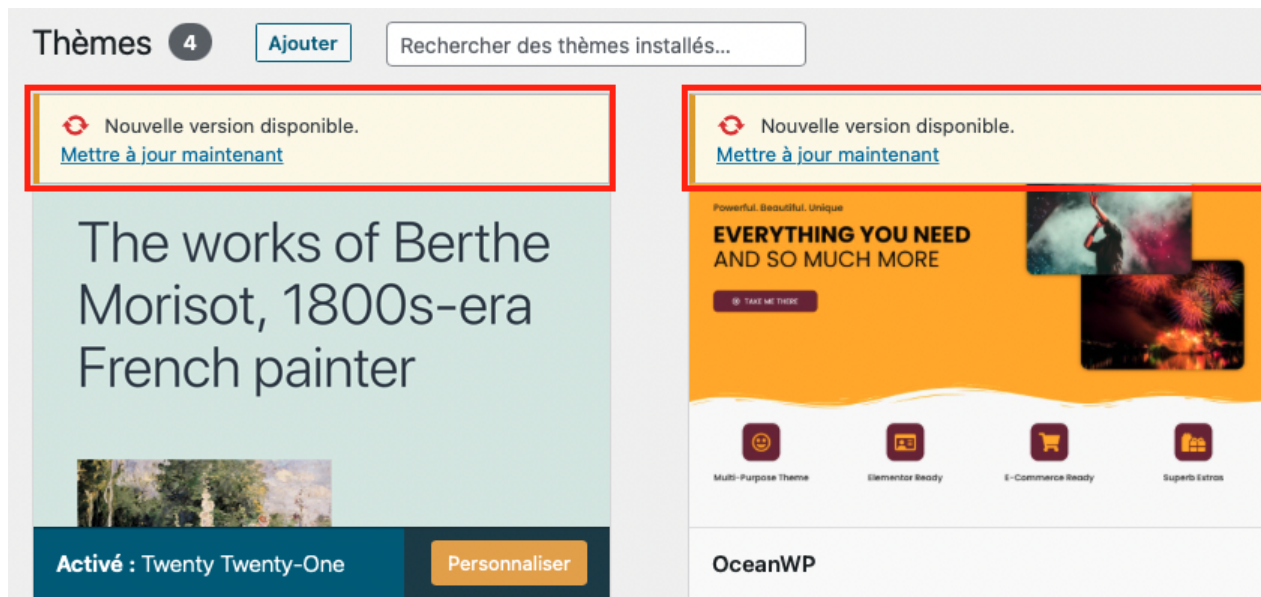 Thèmes 4 Ajouter Rechercher des thèmes installés...
Nouvelle version disponible.
Mettre à jour maintenant
The works of Berthe
Morisot, 1800s-era
French painter
Activé : Twenty Twenty-One Personnaliser
Nouvelle version disponible.
Mettre à jour maintenant
Powerful. Beautiful. Unique
EVERYTHING YOU NEED
AND SO MUCH MORE
TAKE ME THERE
Multi-Purpose Theme Elementor Ready E-Commerce Ready Superb Extras
OceanWP